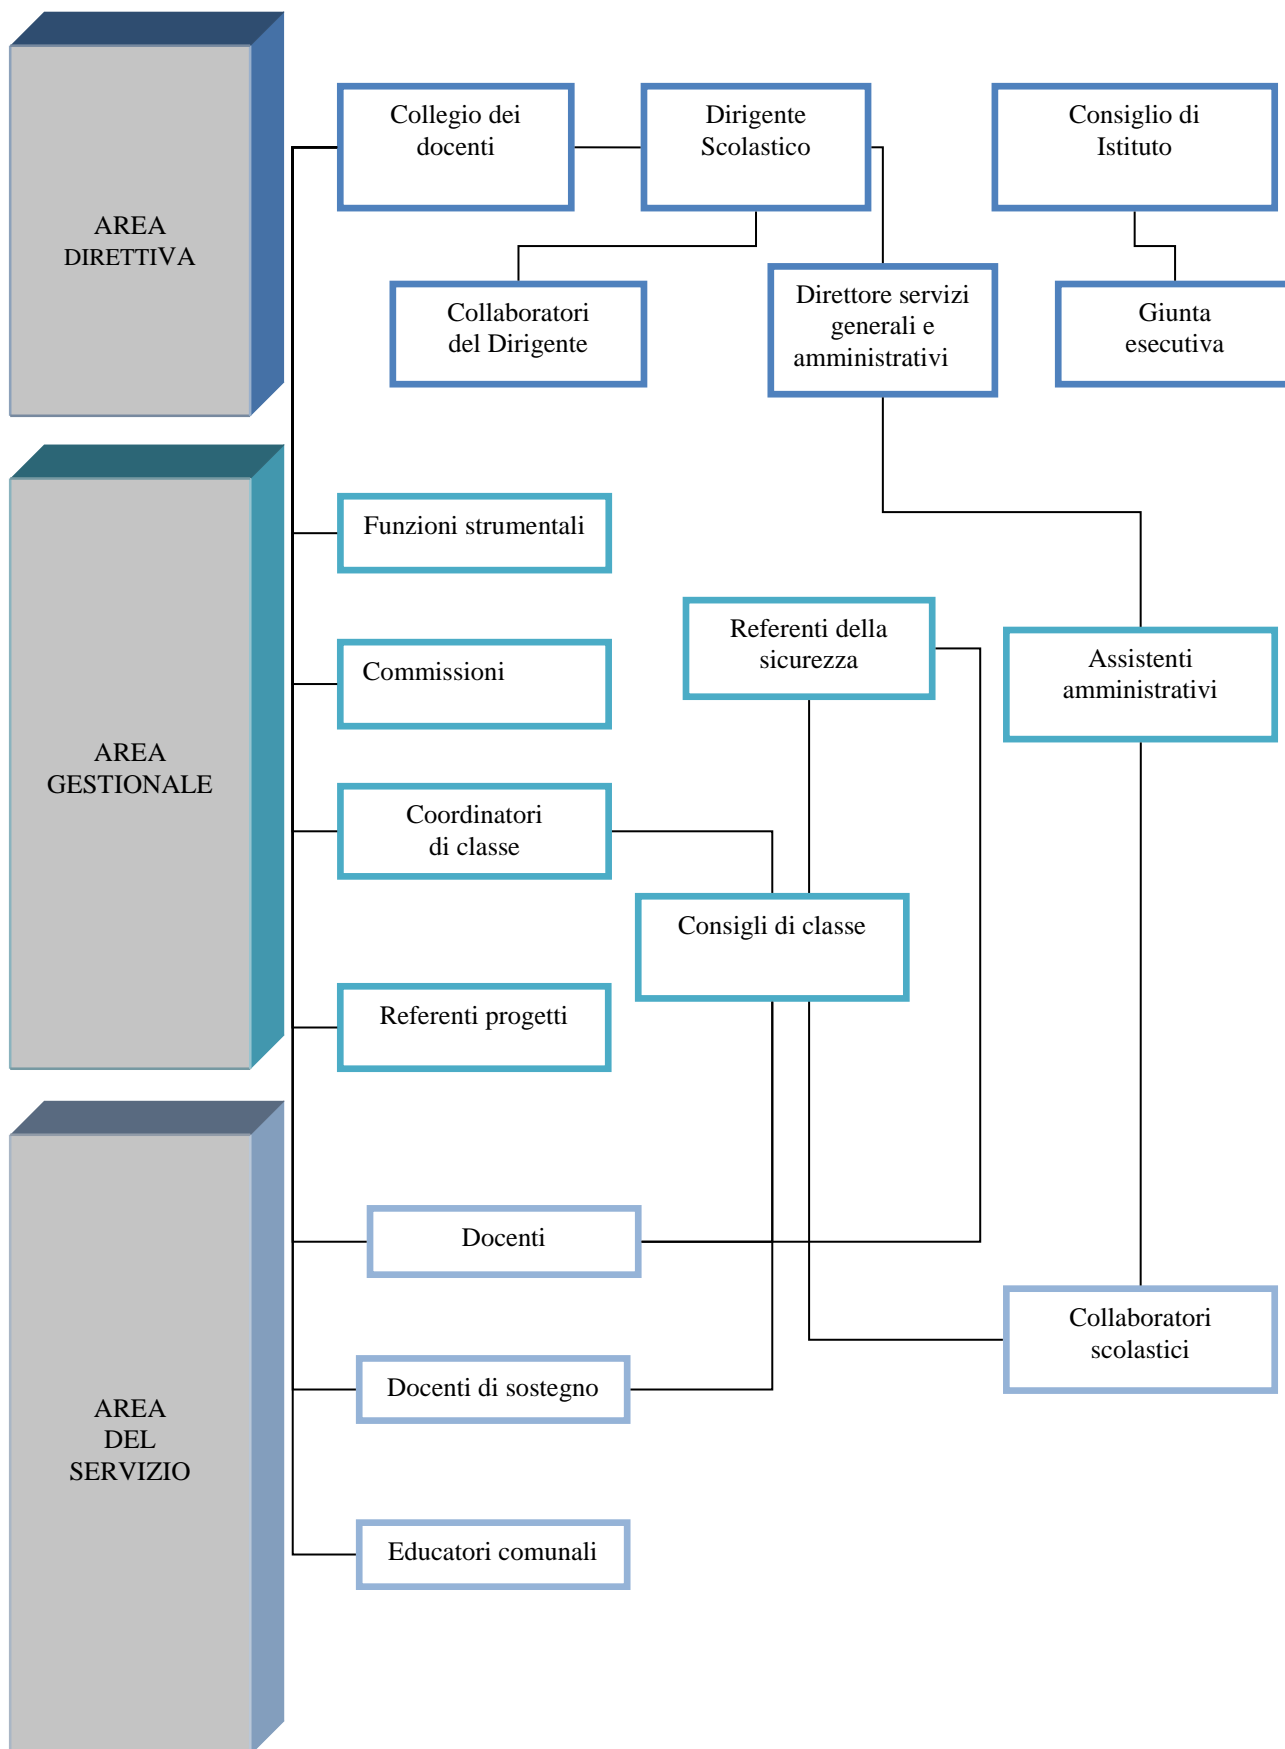 AREA
DIRETTIVA
Collegio dei
docenti
Dirigente
Scolastico
Consiglio di
Istituto
Collaboratori
del Dirigente
Direttore servizi
generali e
amministrativi
Giunta
esecutiva
AREA
GESTIONALE
Funzioni strumentali
Referenti della
sicurezza
Assistenti
amministrativi
Commissioni
Coordinatori
di classe
Consigli di classe
Referenti progetti
AREA
DEL
SERVIZIO
Docenti
Collaboratori
scolastici
Docenti di sostegno
Educatori comunali